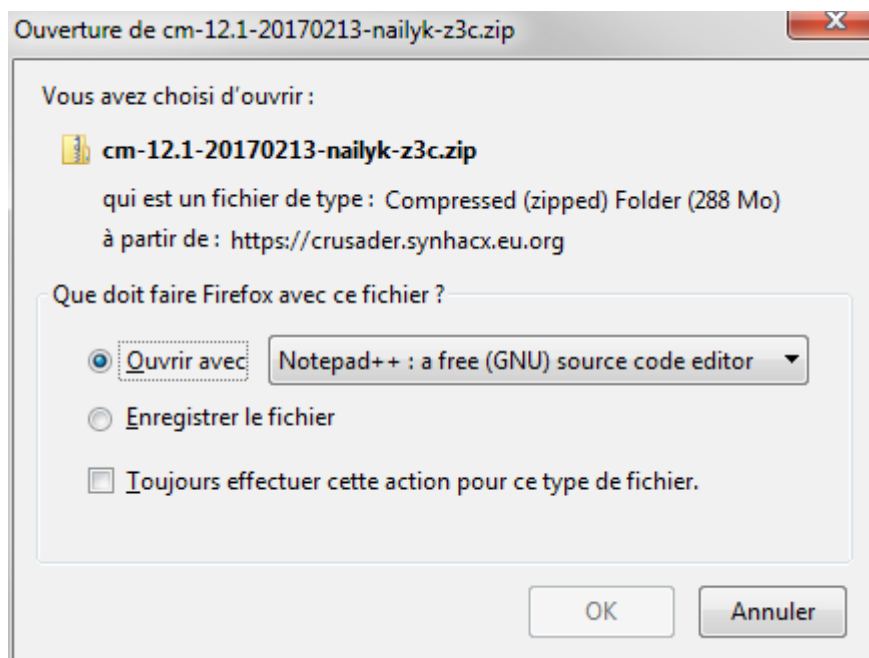 Ouverture de cm-12.1-20170213-nailyk-z3c.zip
Vous avez choisi d'ouvrir :
cm-12.1-20170213-nailyk-z3c.zip
qui est un fichier de type : Compressed (zipped) Folder (288 Mo)
à partir de : https://crusader.synhacx.eu.org
Que doit faire Firefox avec ce fichier ?
Ouvrir avec Notepad++ : a free (GNU) source code editor
Enregistrer le fichier
Toujours effectuer cette action pour ce type de fichier.
OK Annuler